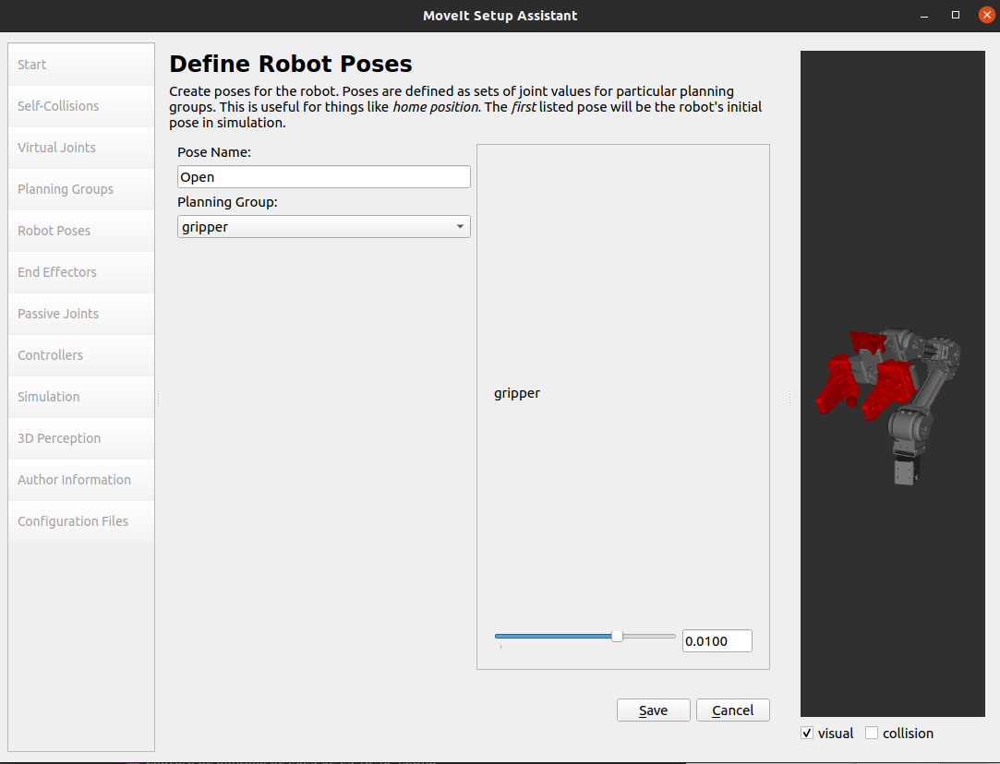 MoveIt Setup Assistant
Start
Self-Collisions
Virtual Joints
Planning Groups
Robot Poses
End Effectors
Passive Joints
Controllers
Simulation
3D Perception
Author Information
Configuration Files
Define Robot Poses
Create poses for the robot. Poses are defined as sets of joint values for particular planning
groups. This is useful for things like home position. The first listed pose will be the robot's initial
pose in simulation.
Pose Name:
Open
Planning Group:
gripper
gripper
0.0100
Save
Cancel
visual
collision